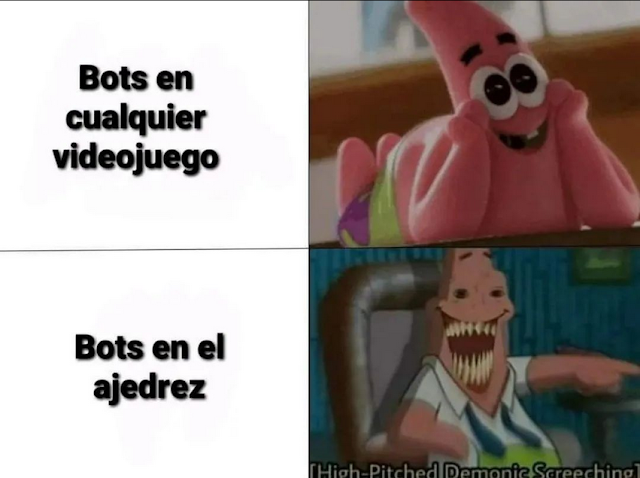 Bots en
cualquier
videojuego
Bots en el
ajedrez
[High-Pitched Demonic Screeching]